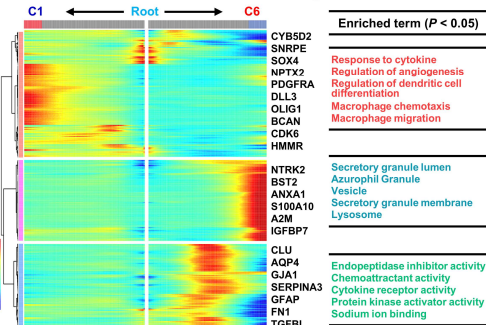 C1 Root C6
Enriched term (P < 0.05)
CYB5D2
SNRPE
SOX4
NPTX2
PDGFRA
DLL3
OLIG1
BCAN
CDK6
HMMR
Response to cytokine
Regulation of angiogenesis
Regulation of dendritic cell
differentiation
Macrophage chemotaxis
Macrophage migration
NTRK2
BST2
ANXA1
S100A10
A2M
IGFBP7
Secretory granule lumen
Azurophil Granule
Vesicle
Secretory granule membrane
Lysosome
CLU
AQP4
GJA1
SERPINA3
GFAP
FN1
TGFBI
Endopeptidase inhibitor activity
Chemoattractant activity
Cytokine receptor activity
Protein kinase activator activity
Sodium ion binding